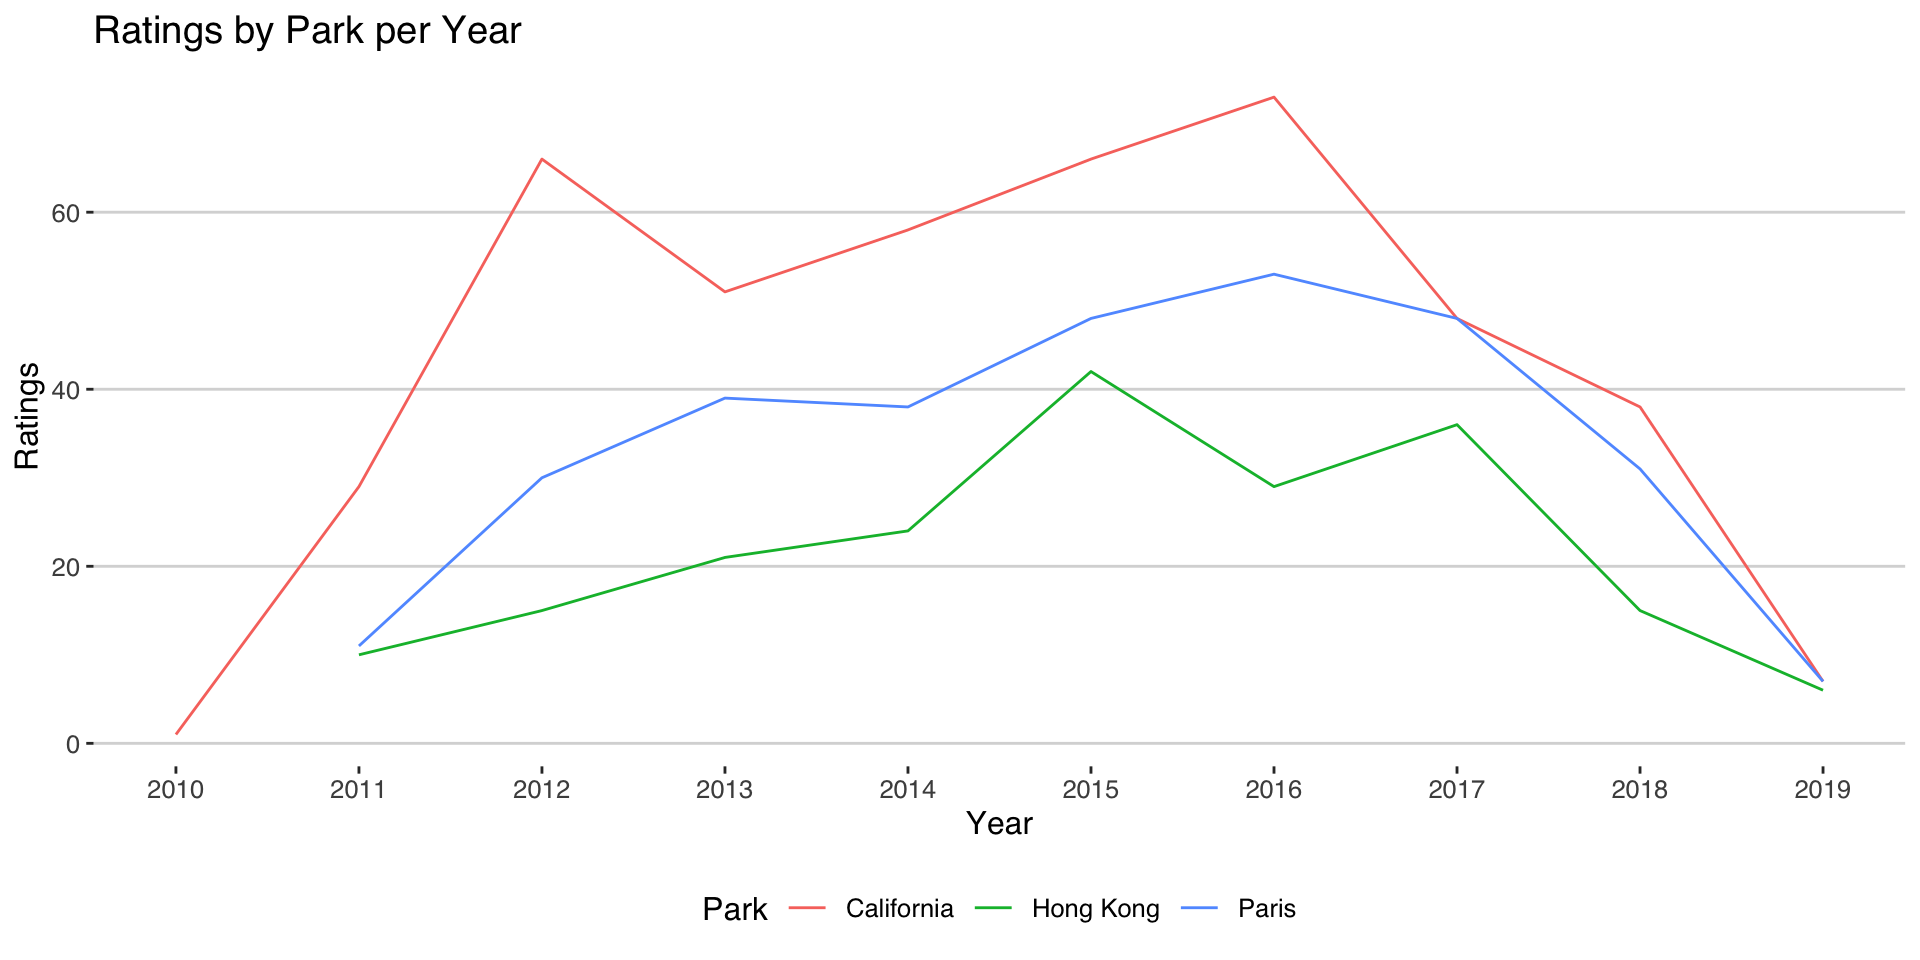 Ratings by Park per Year
Ratings
60
40
20
0
2010 2011 2012 2013 2014 2015 2016 2017 2018 2019
Year
Park California Hong Kong Paris